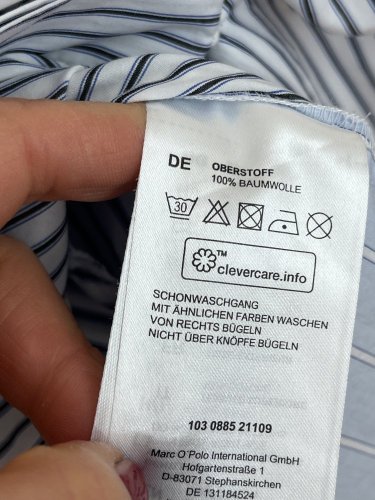 DE OBERSTOFF
100% BAUMWOLLE
30
clevercare.info™
SCHONWASCHGANG
MIT ÄHNLICHEN FARBEN WASCHEN
VON RECHTS BÜGELN
NICHT ÜBER KNÖPFE BÜGELN
103 0885 21109
Marc O'Polo International GmbH
Hofgartenstraße 1
D-83071 Stephanskirchen
DE 131184524